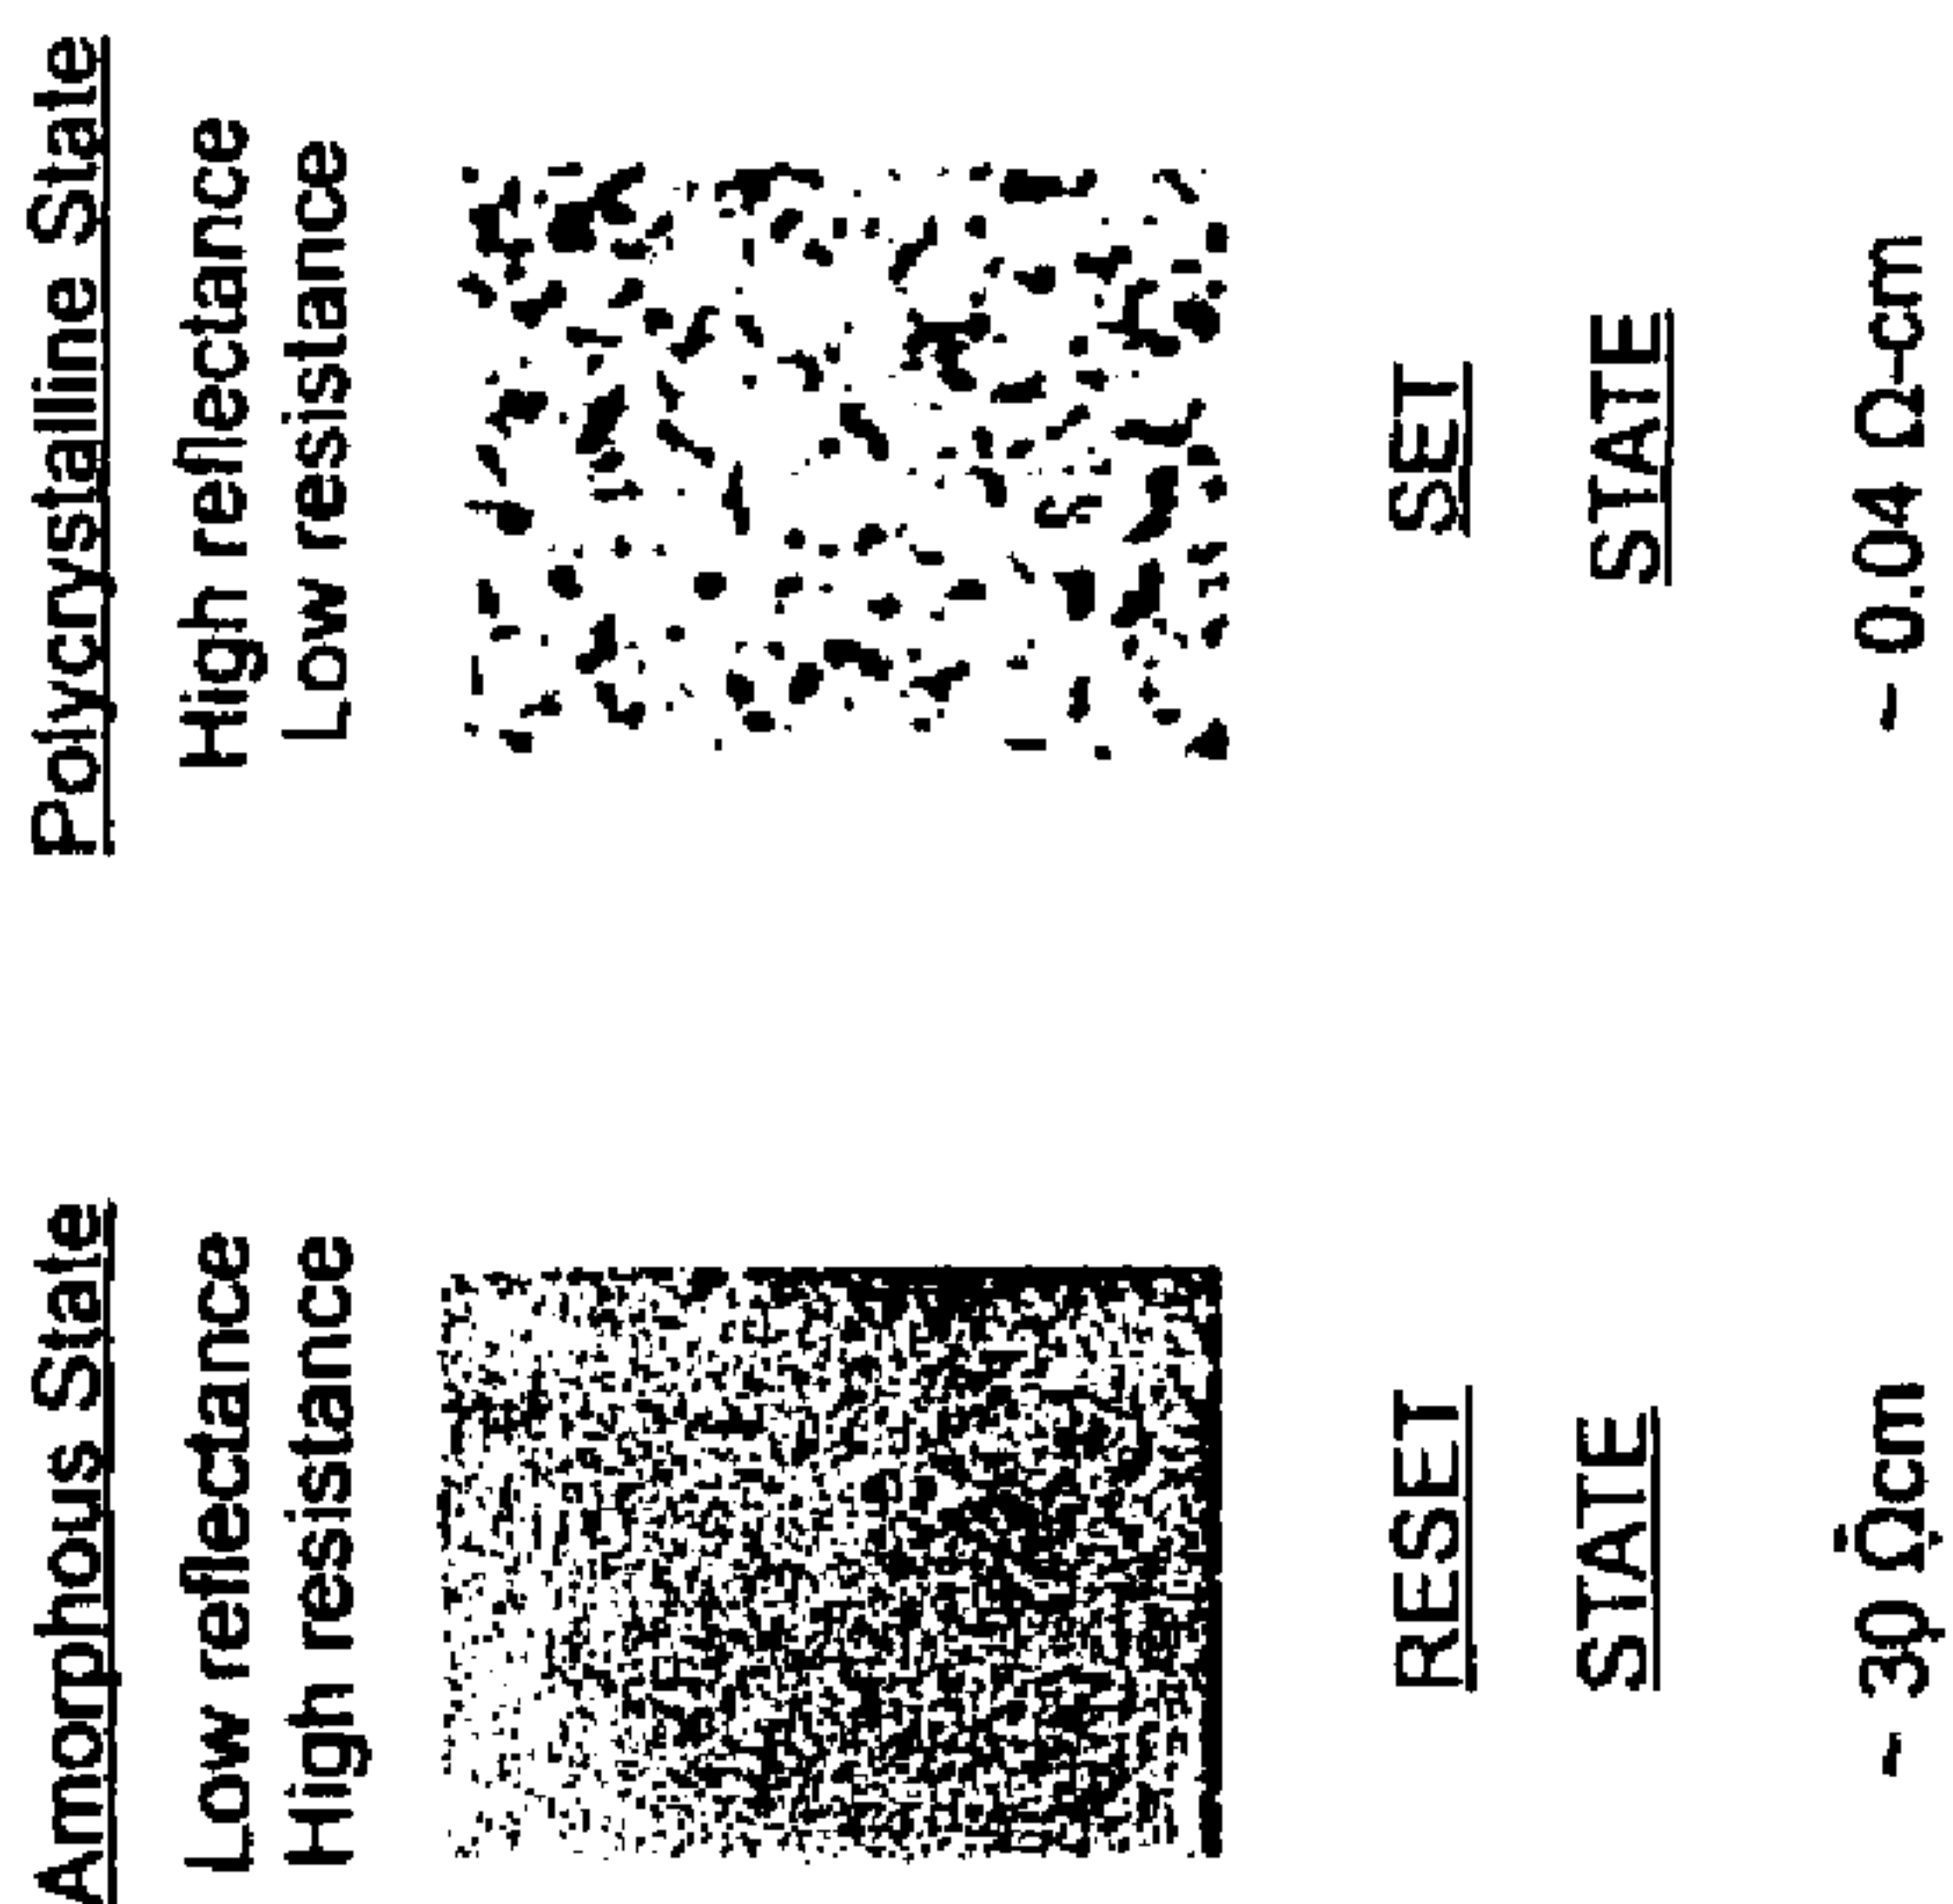 Amorphous State
Low reflectance
High resistance
RESET
STATE
~ 30 Ωcm
Polycrystalline State
High reflectance
Low resistance
SET
STATE
~ 0.04 Ω-cm